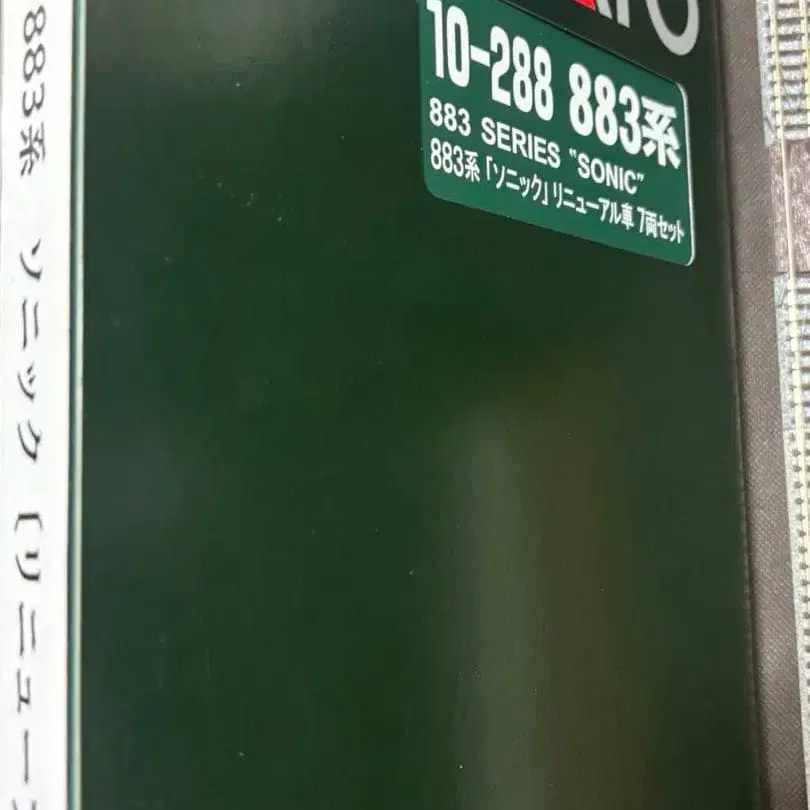 10-288 883系
883 SERIES "SONIC"
883系「ソニック」リニューアル車 7両セット
883系 ソニック〔リニュー